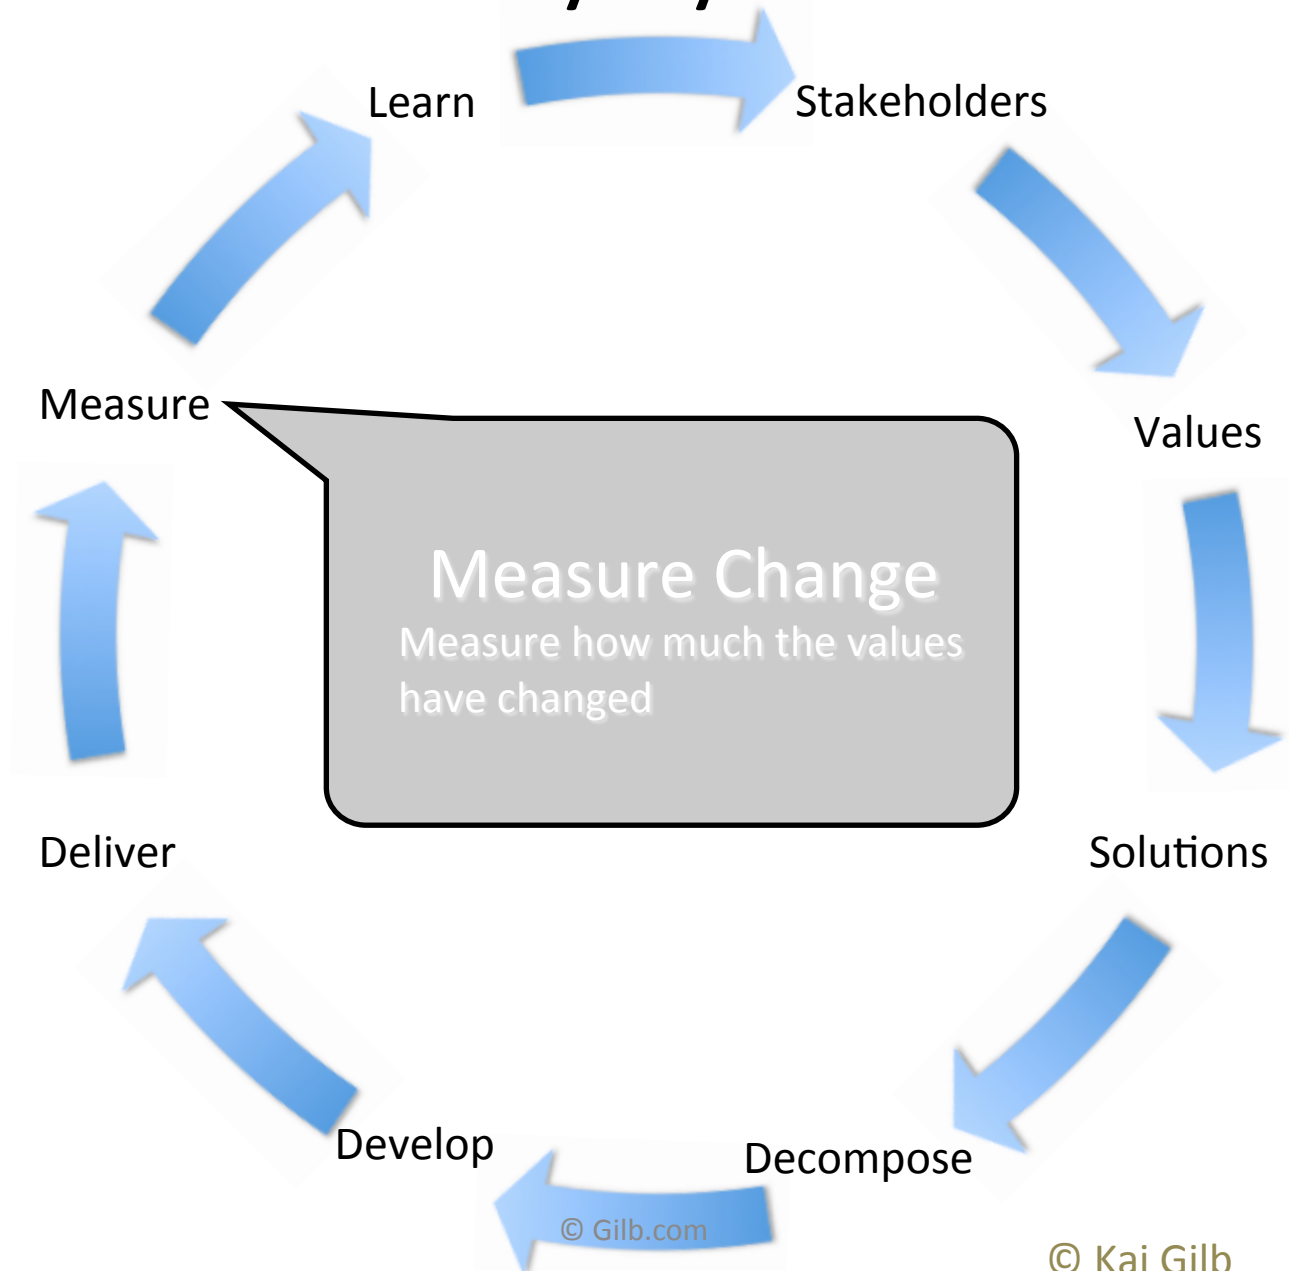 Learn
Stakeholders
Measure
Values
Measure Change
Measure how much the values
have changed
Deliver
Solutions
Develop
Decompose
© Gilb.com
© Kai Gilb